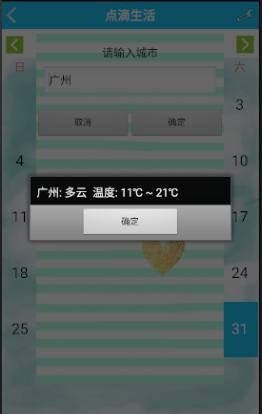 点滴生活
请输入城市
日 六
广州
3
取消 确定
4 10
广州: 多云 温度: 11℃ ~ 21℃
11 17
确定
18 24
25 31